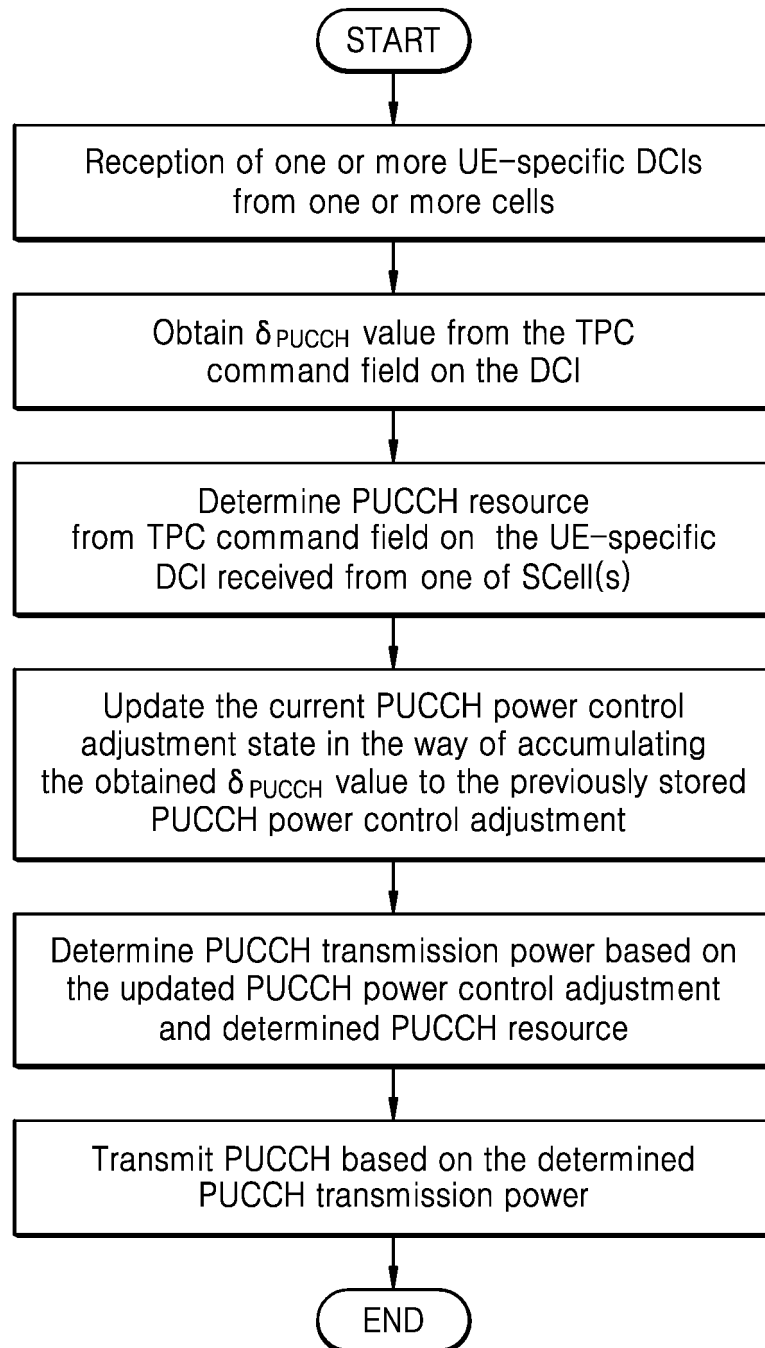 START
Reception of one or more UE-specific DCIs
from one or more cells
Obtain δPUCCH value from the TPC
command field on the DCI
Determine PUCCH resource
from TPC command field on the UE-specific
DCI received from one of SCell(s)
Update the current PUCCH power control
adjustment state in the way of accumulating
the obtained δPUCCH value to the previously stored
PUCCH power control adjustment
Determine PUCCH transmission power based on
the updated PUCCH power control adjustment
and determined PUCCH resource
Transmit PUCCH based on the determined
PUCCH transmission power
END